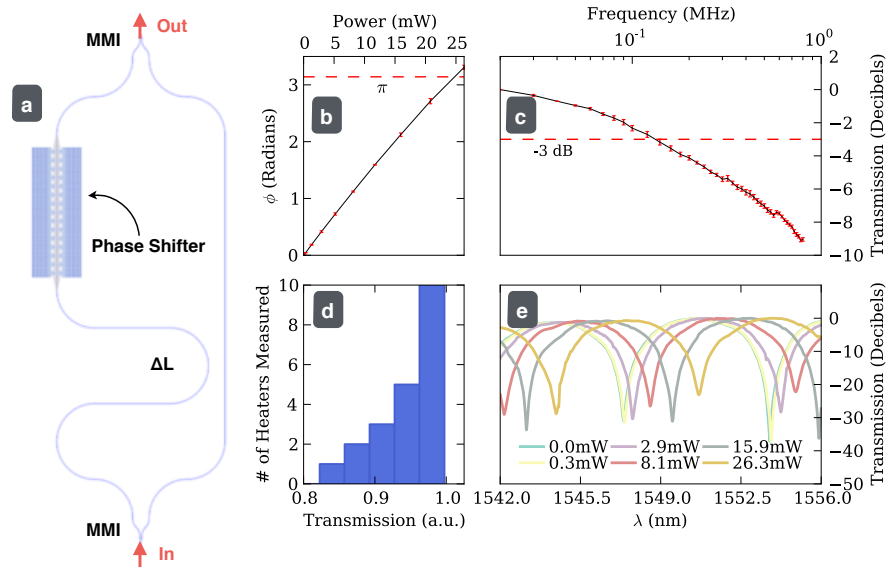 MMI
Out
a
Phase Shifter
ΔL
MMI
In
Power (mW)
0 5 10 15 20 25
b
π
ϕ (Radians)
3
2
1
0
Frequency (MHz)
10⁻¹ 10⁰
c
-3 dB
Transmission (Decibels)
2
0
−2
−4
−6
−8
−10
d
# of Heaters Measured
10
8
6
4
2
0
0.8 0.9 1.0
Transmission (a.u.)
e
0.0mW 2.9mW 15.9mW
0.3mW 8.1mW 26.3mW
Transmission (Decibels)
0
−10
−20
−30
−40
−50
1542.0 1545.5 1549.0 1552.5 1556.0
λ (nm)